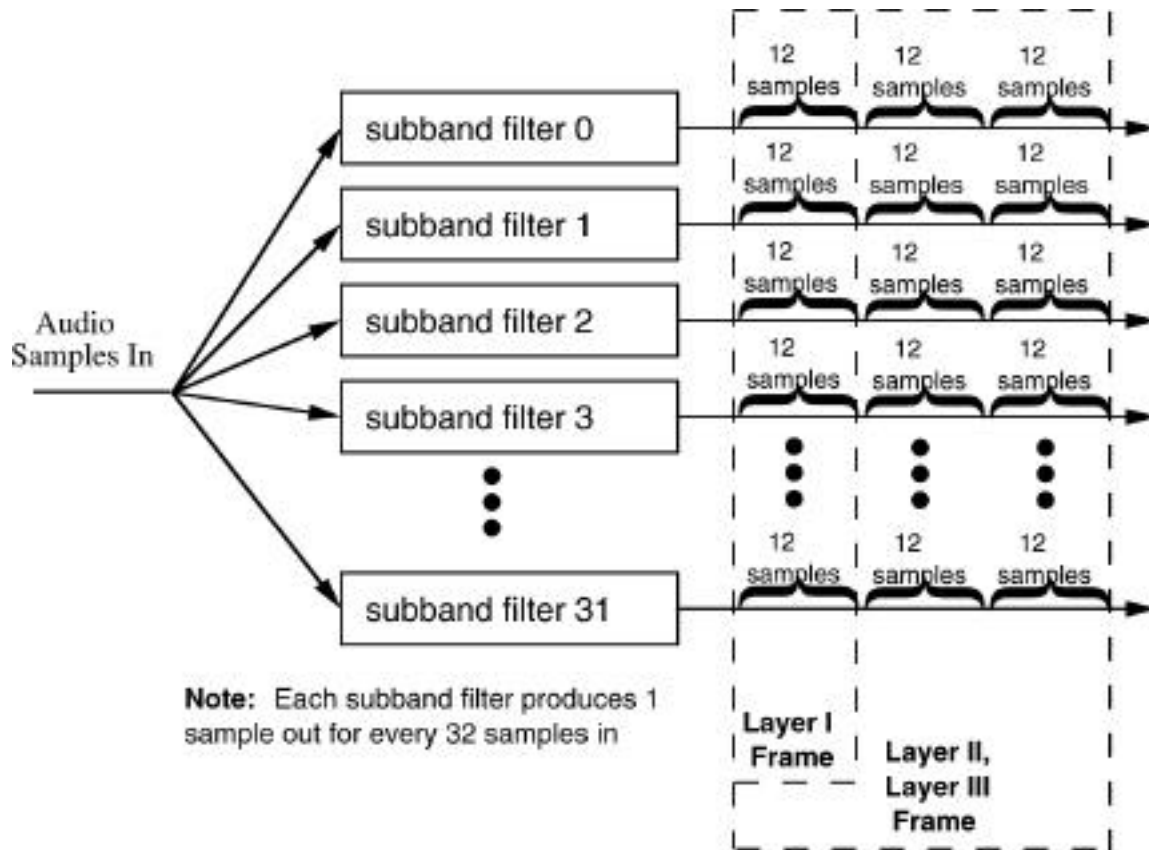 12 samples 12 samples 12 samples
subband filter 0
12 samples 12 samples 12 samples
subband filter 1
12 samples 12 samples 12 samples
subband filter 2
Audio
Samples In
12 samples 12 samples 12 samples
subband filter 3
12 samples 12 samples 12 samples
subband filter 31
Note: Each subband filter produces 1
sample out for every 32 samples in
Layer I
Frame
Layer II,
Layer III
Frame